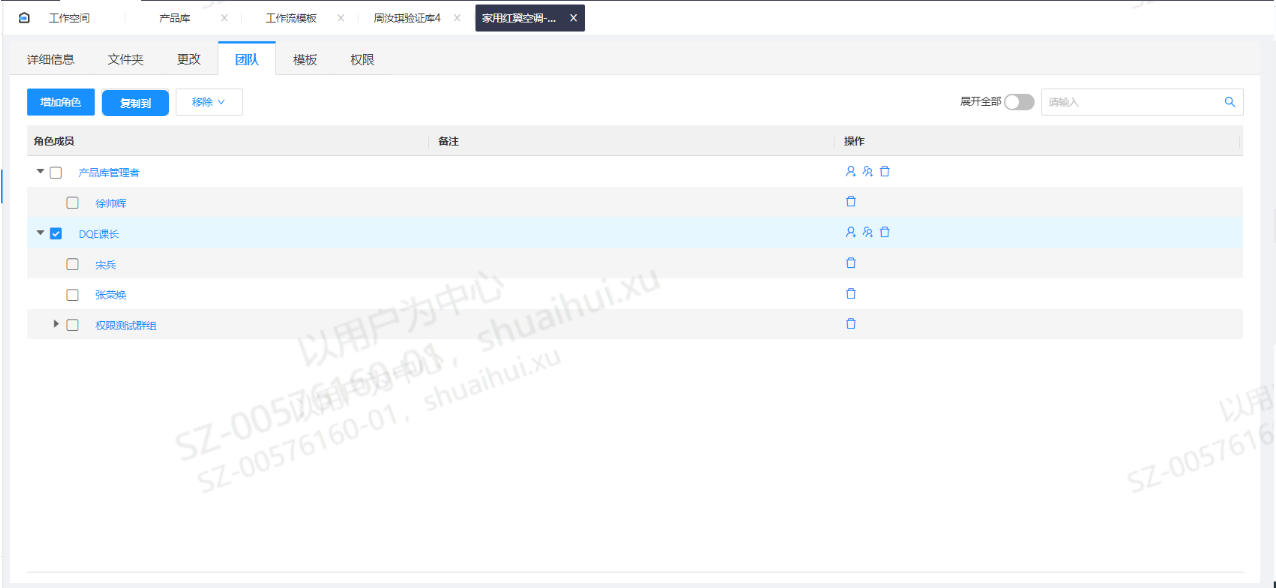 工作空间 产品库 工作流模板 周汝琪验证库4 家用红翼空调-...
详细信息 文件夹 更改 团队 模板 权限
增加角色 复制到 移除 展开全部 请输入
角色成员 备注 操作
产品库管理者
徐帅辉
DQE课长
宋兵
张荣焕
权限测试群组
以用户为中心
SZ-00576160-01，shuaihui.xu
以用户为中心
SZ-00576160-01，shuaihui.xu
以用
SZ-0057616